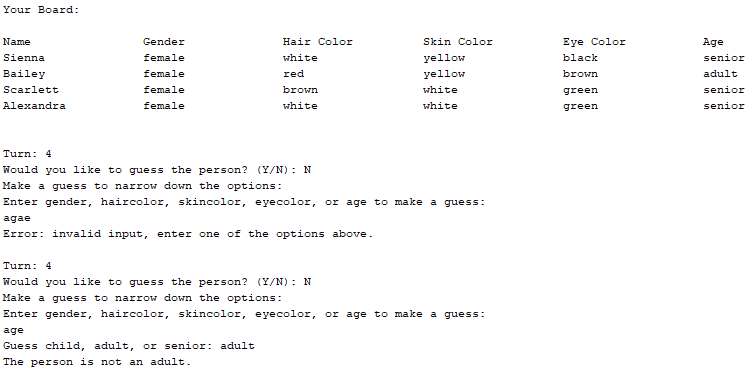 Your Board:
Name Gender Hair Color Skin Color Eye Color Age
Sienna female white yellow black senior
Bailey female red yellow brown adult
Scarlett female brown white green senior
Alexandra female white white green senior
Turn: 4
Would you like to guess the person? (Y/N): N
Make a guess to narrow down the options:
Enter gender, haircolor, skincolor, eyecolor, or age to make a guess:
agae
Error: invalid input, enter one of the options above.
Turn: 4
Would you like to guess the person? (Y/N): N
Make a guess to narrow down the options:
Enter gender, haircolor, skincolor, eyecolor, or age to make a guess:
age
Guess child, adult, or senior: adult
The person is not an adult.